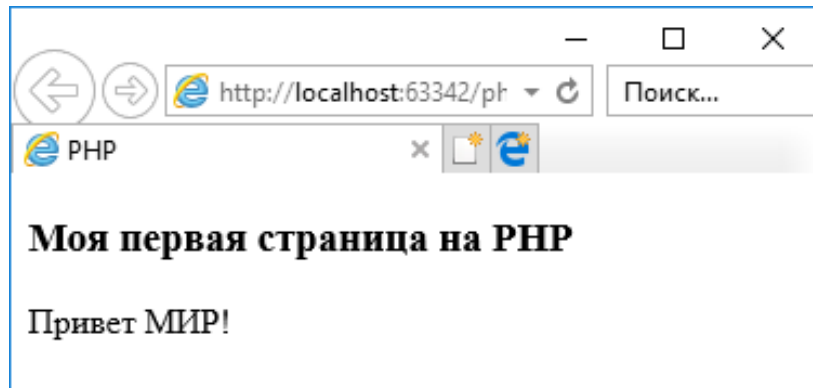 http://localhost:63342/ph
Поиск...
PHP
Моя первая страница на PHP
Привет МИР!